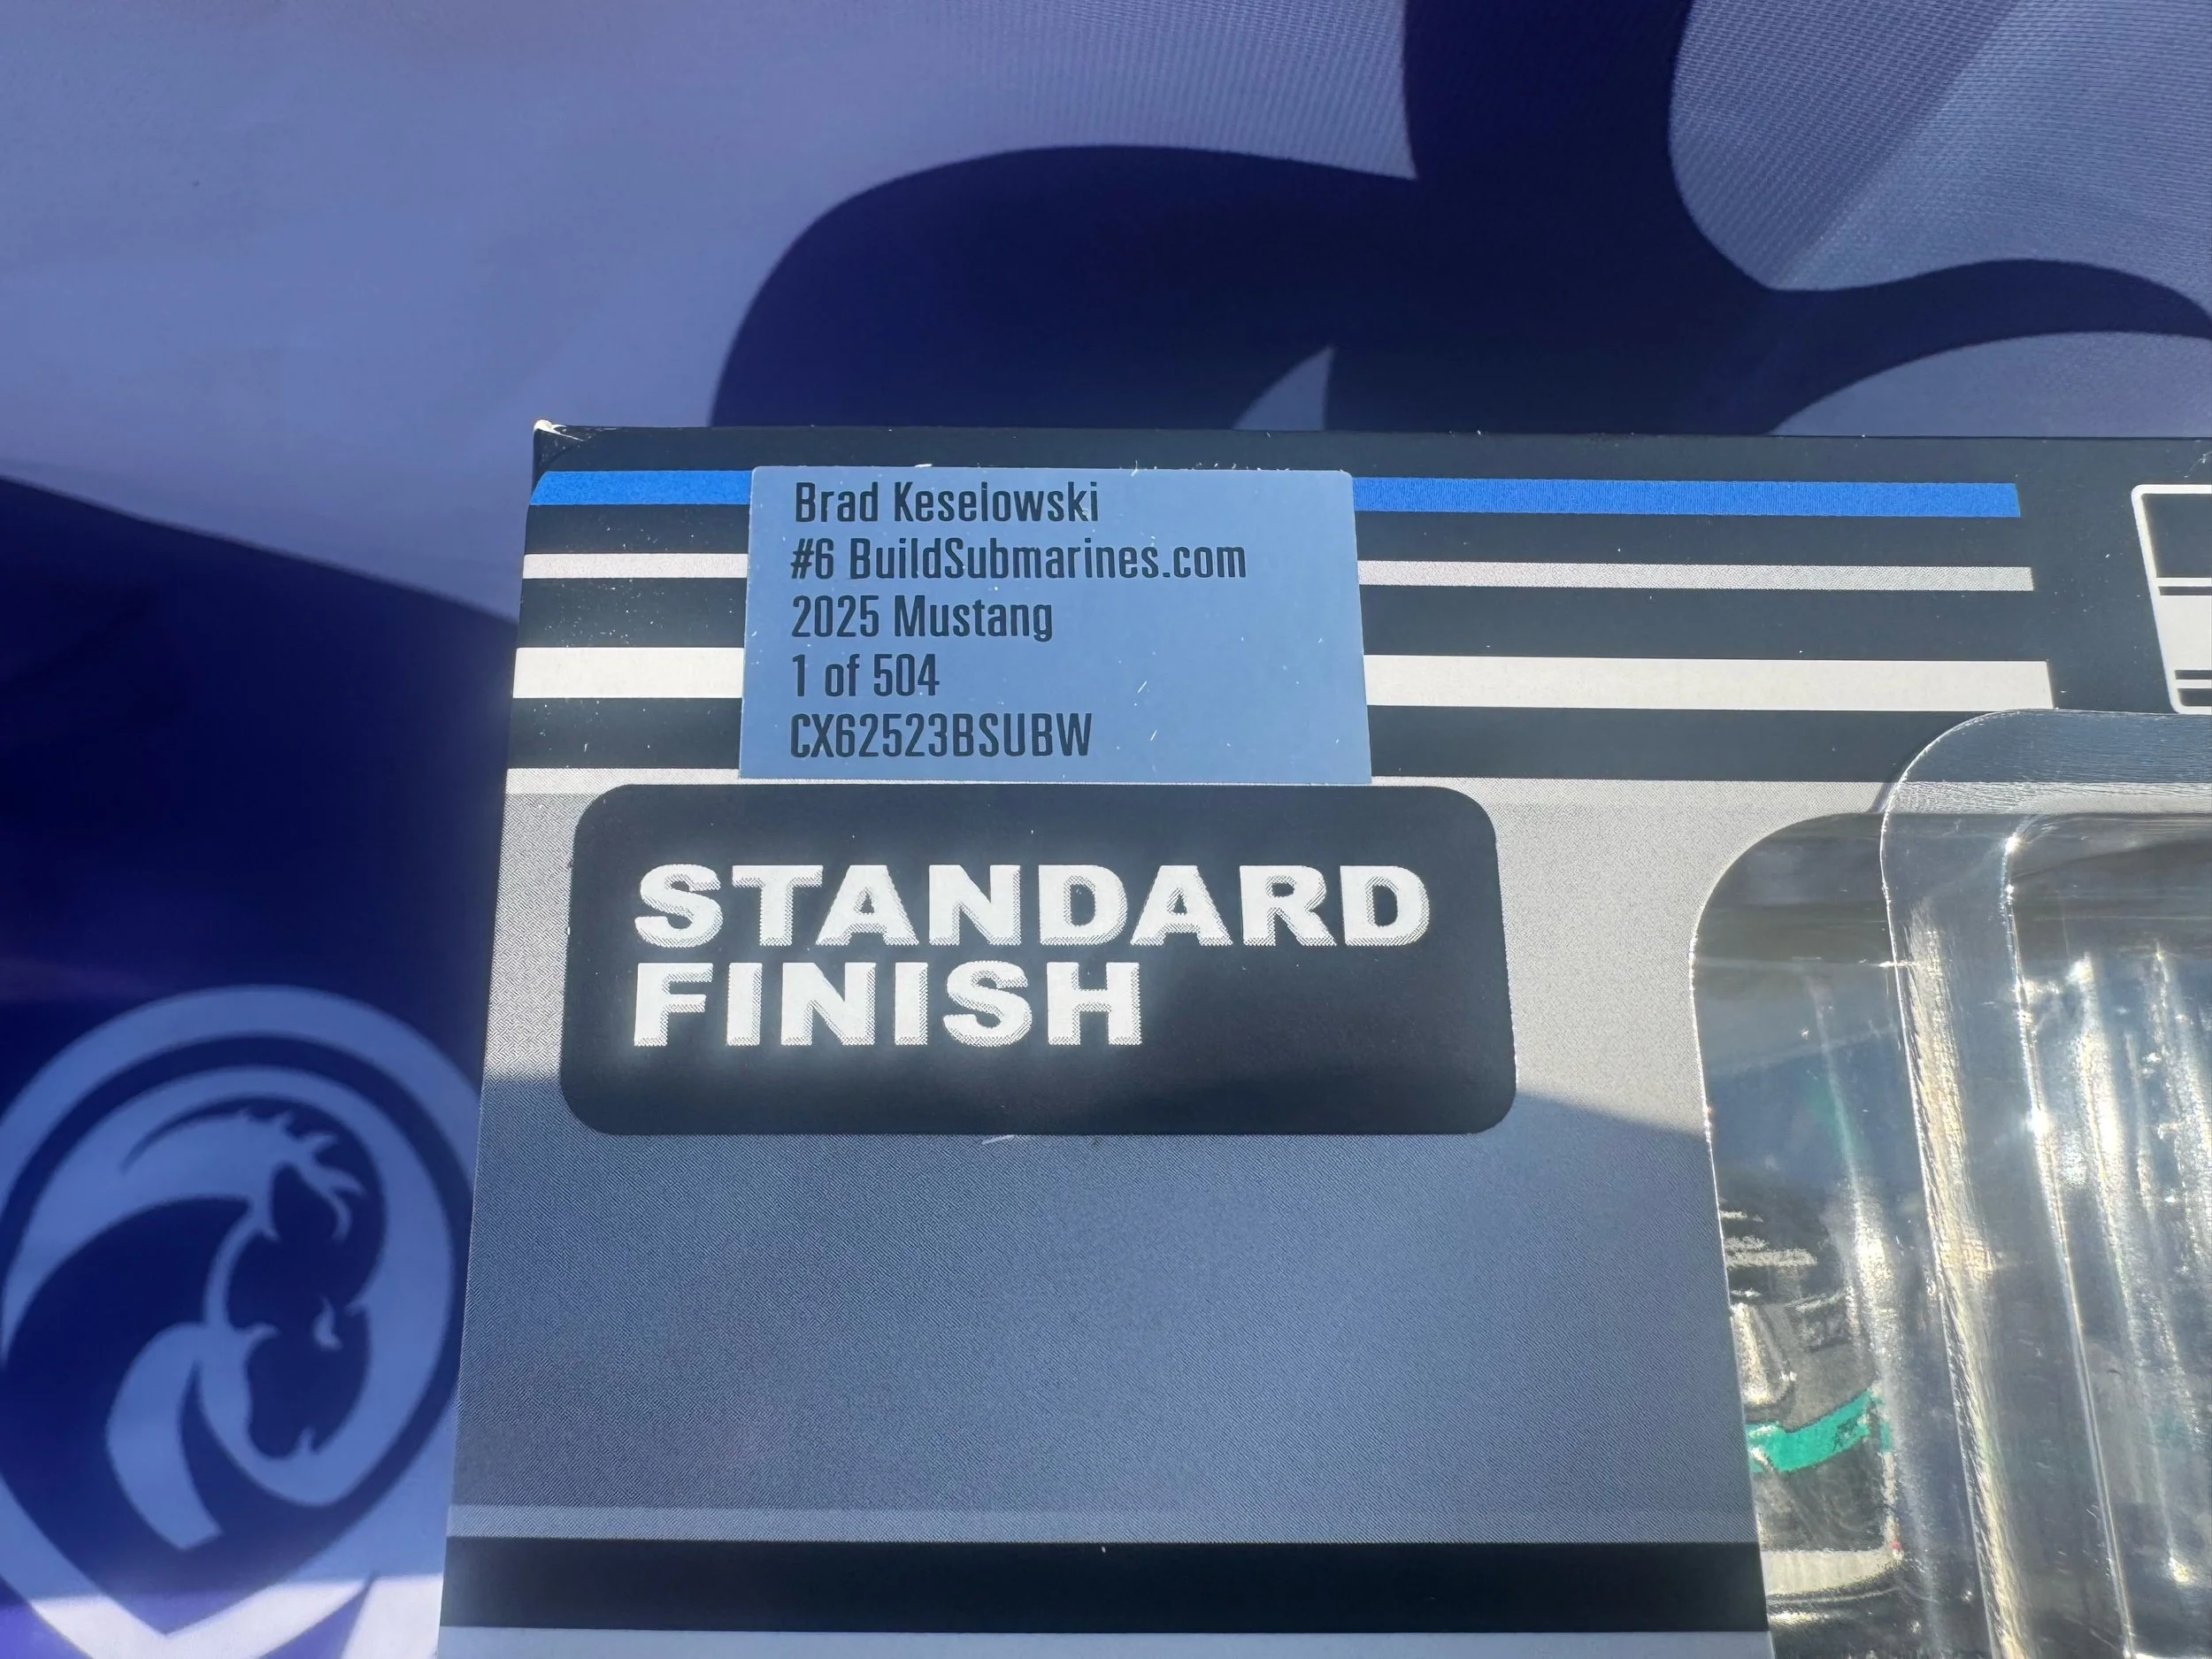 Brad Keselowski
#6 BuildSubmarines.com
2025 Mustang
1 of 504
CX62523BSUBW
STANDARD
FINISH